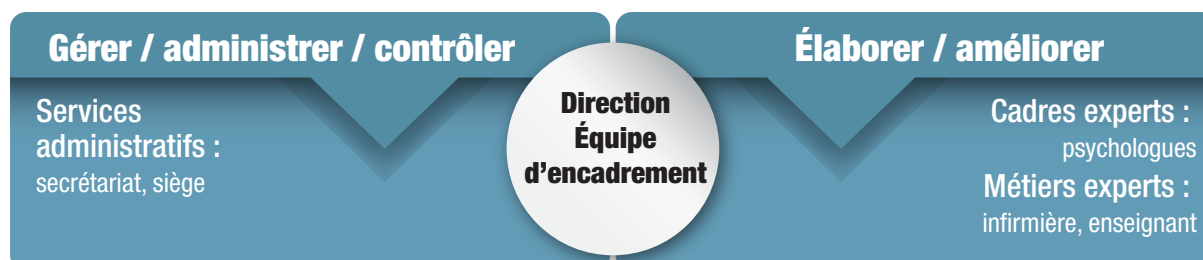 Gérer / administrer / contrôler
Services
administratifs :
secrétariat, siège
Direction
Équipe
d'encadrement
Élaborer / améliorer
Cadres experts :
psychologues
Métiers experts :
infirmière, enseignant